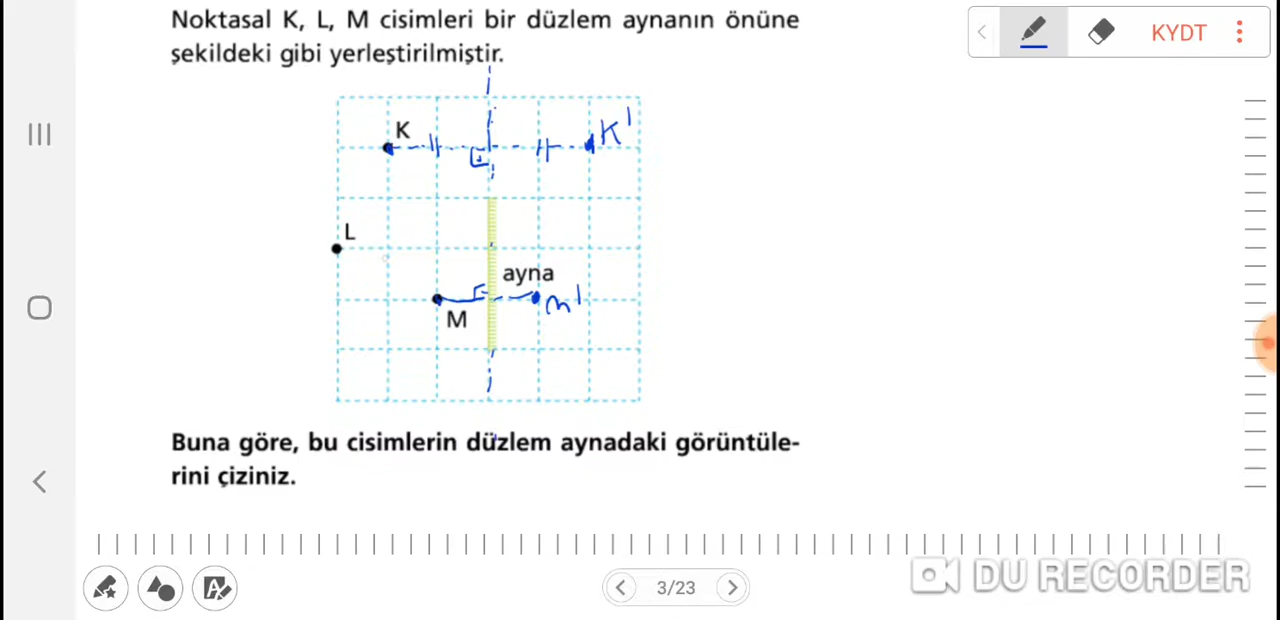 Noktasal K, L, M cisimleri bir düzlem aynanın önüne
şekildeki gibi yerleştirilmiştir.
KYDT
K
K'
L
ayna
M
m'
Buna göre, bu cisimlerin düzlem aynadaki görüntüle-
rini çiziniz.
3/23
DU RECORDER